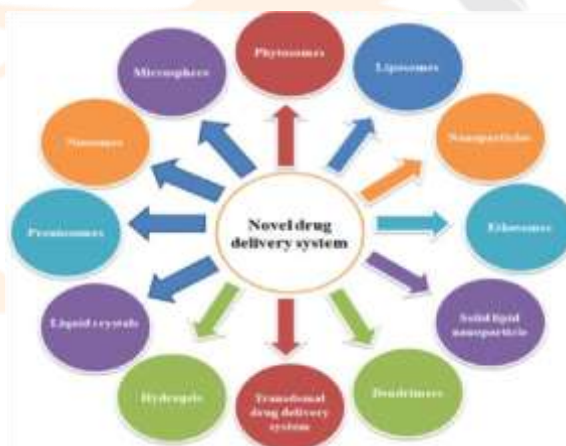 Phytosomes
Liposomes
Nanoparticles
Ethosomes
Solid lipid
nanoparticle
Dendrimers
Transdermal
drug delivery
system
Hydrogels
Liquid crystals
Proniosomes
Niosomes
Microsphere
Novel drug
delivery system